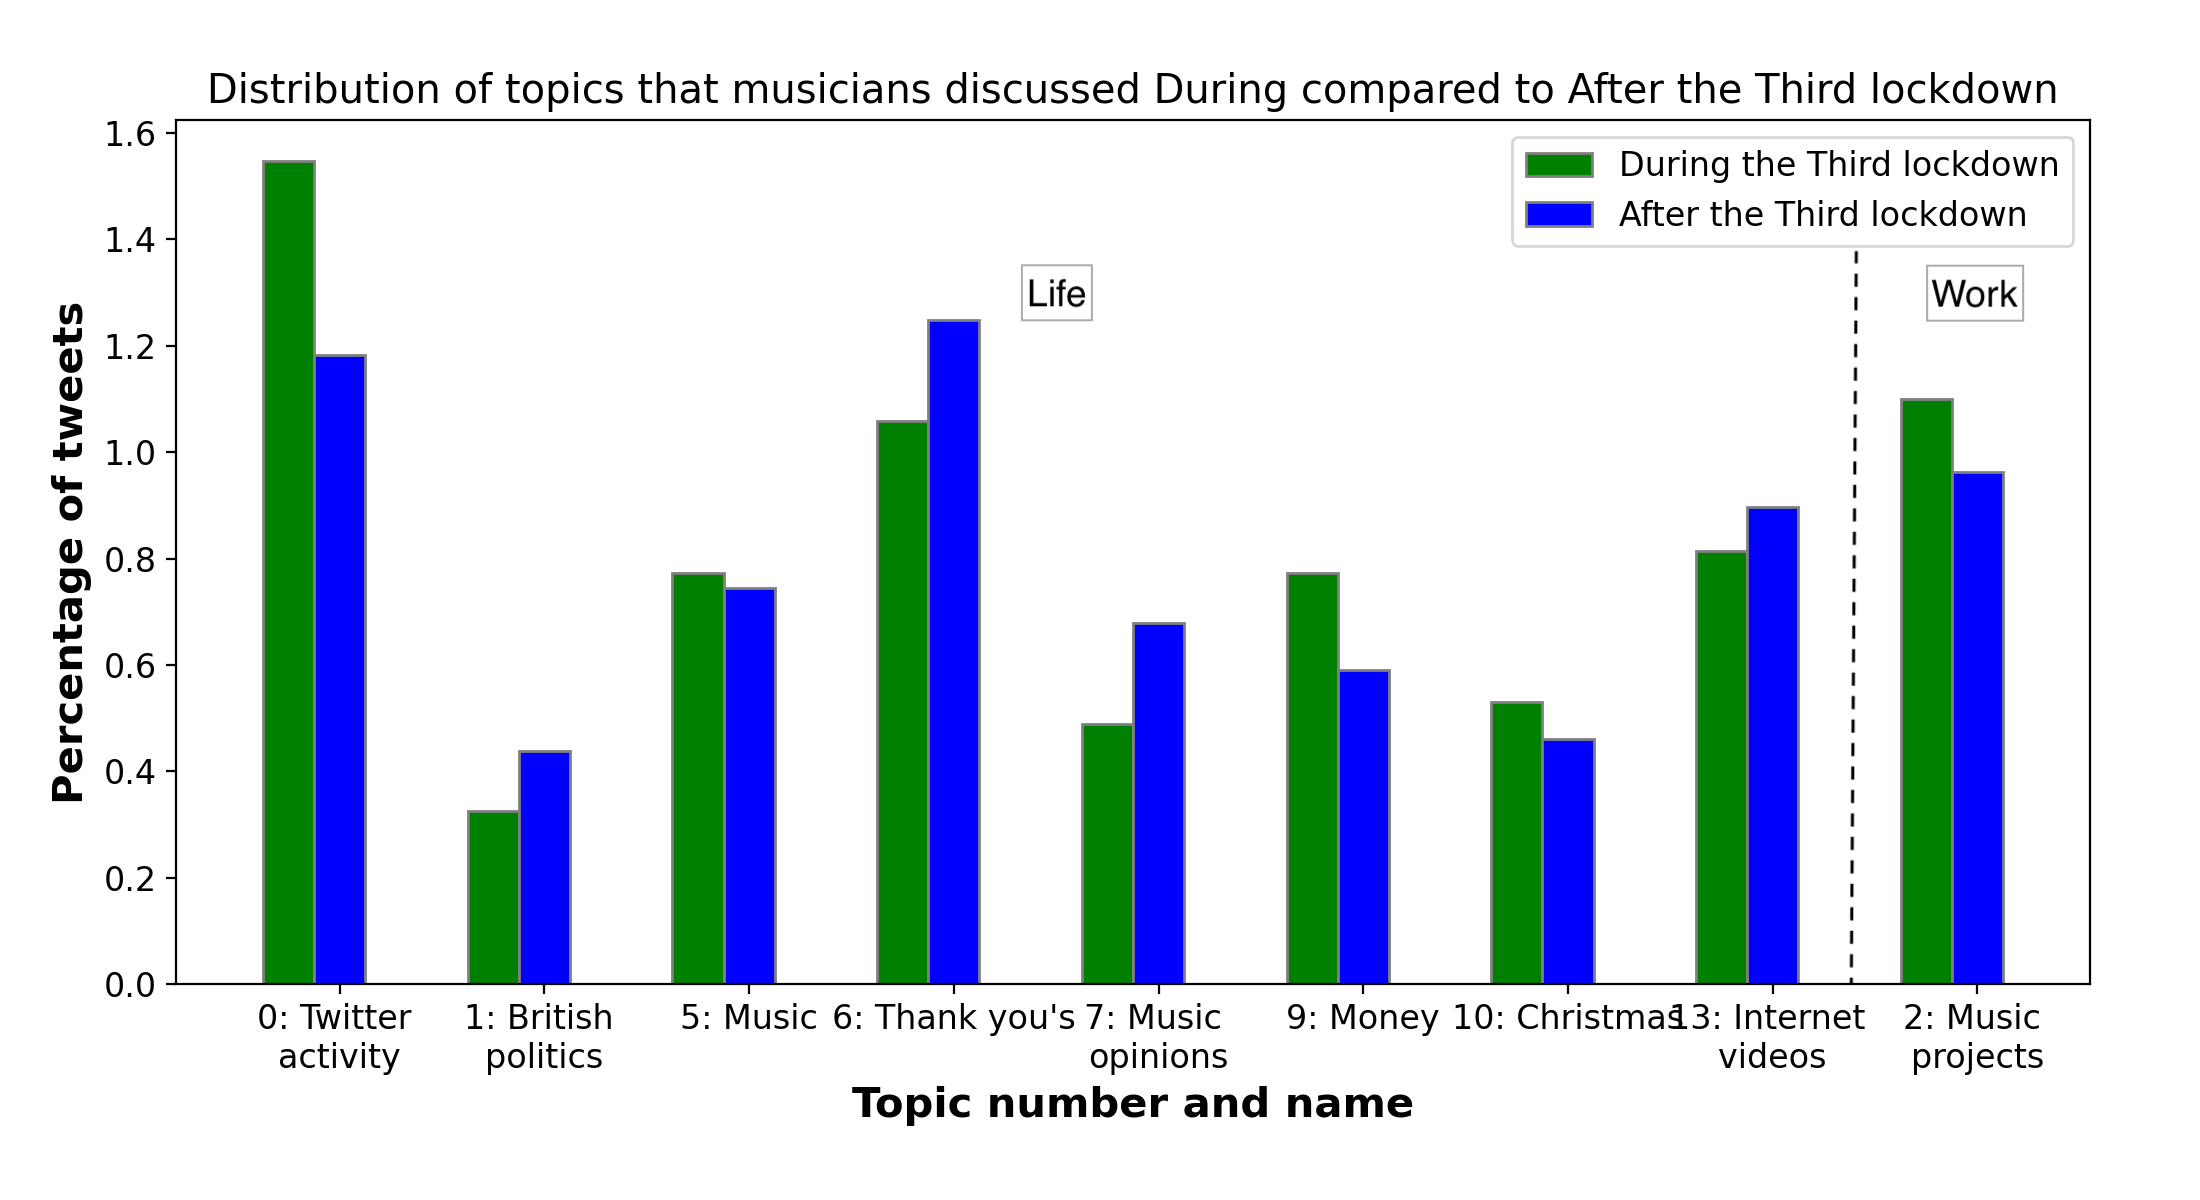 Distribution of topics that musicians discussed During compared to After the Third lockdown
During the Third lockdown
After the Third lockdown
Life
Work
Percentage of tweets
1.6
1.4
1.2
1.0
0.8
0.6
0.4
0.2
0.0
0: Twitter
activity
1: British
politics
5: Music
6: Thank you's
7: Music
opinions
9: Money
10: Christmas
13: Internet
videos
2: Music
projects
Topic number and name